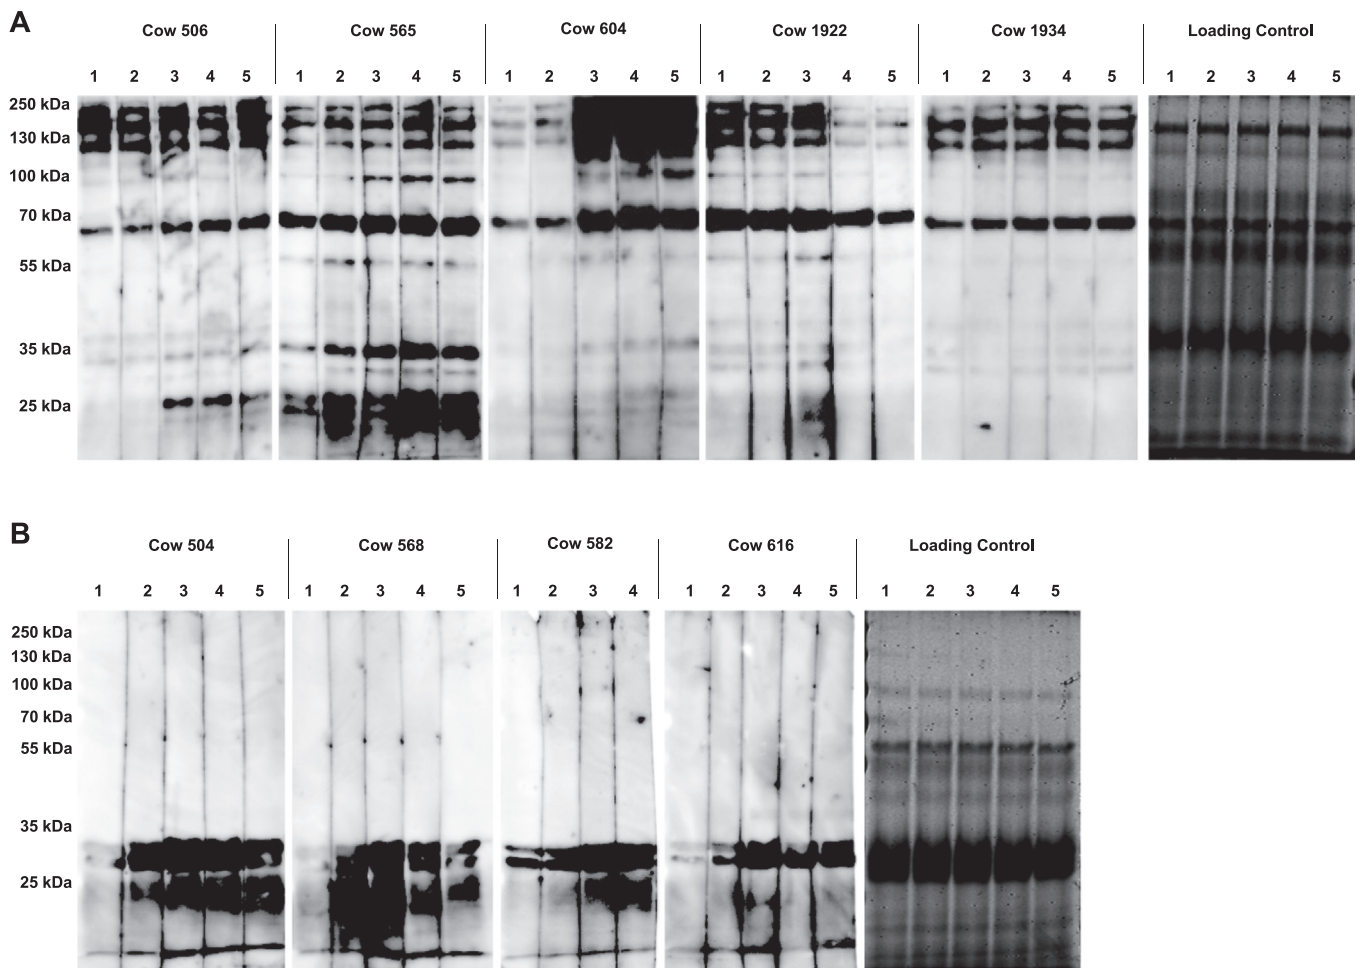 A
Cow 506 Cow 565 Cow 604 Cow 1922 Cow 1934 Loading Control
1 2 3 4 5 1 2 3 4 5 1 2 3 4 5 1 2 3 4 5 1 2 3 4 5 1 2 3 4 5
250 kDa
130 kDa
100 kDa
70 kDa
55 kDa
35 kDa
25 kDa
B
Cow 504 Cow 568 Cow 582 Cow 616 Loading Control
1 2 3 4 5 1 2 3 4 5 1 2 3 4 1 2 3 4 5 1 2 3 4 5
250 kDa
130 kDa
100 kDa
70 kDa
55 kDa
35 kDa
25 kDa